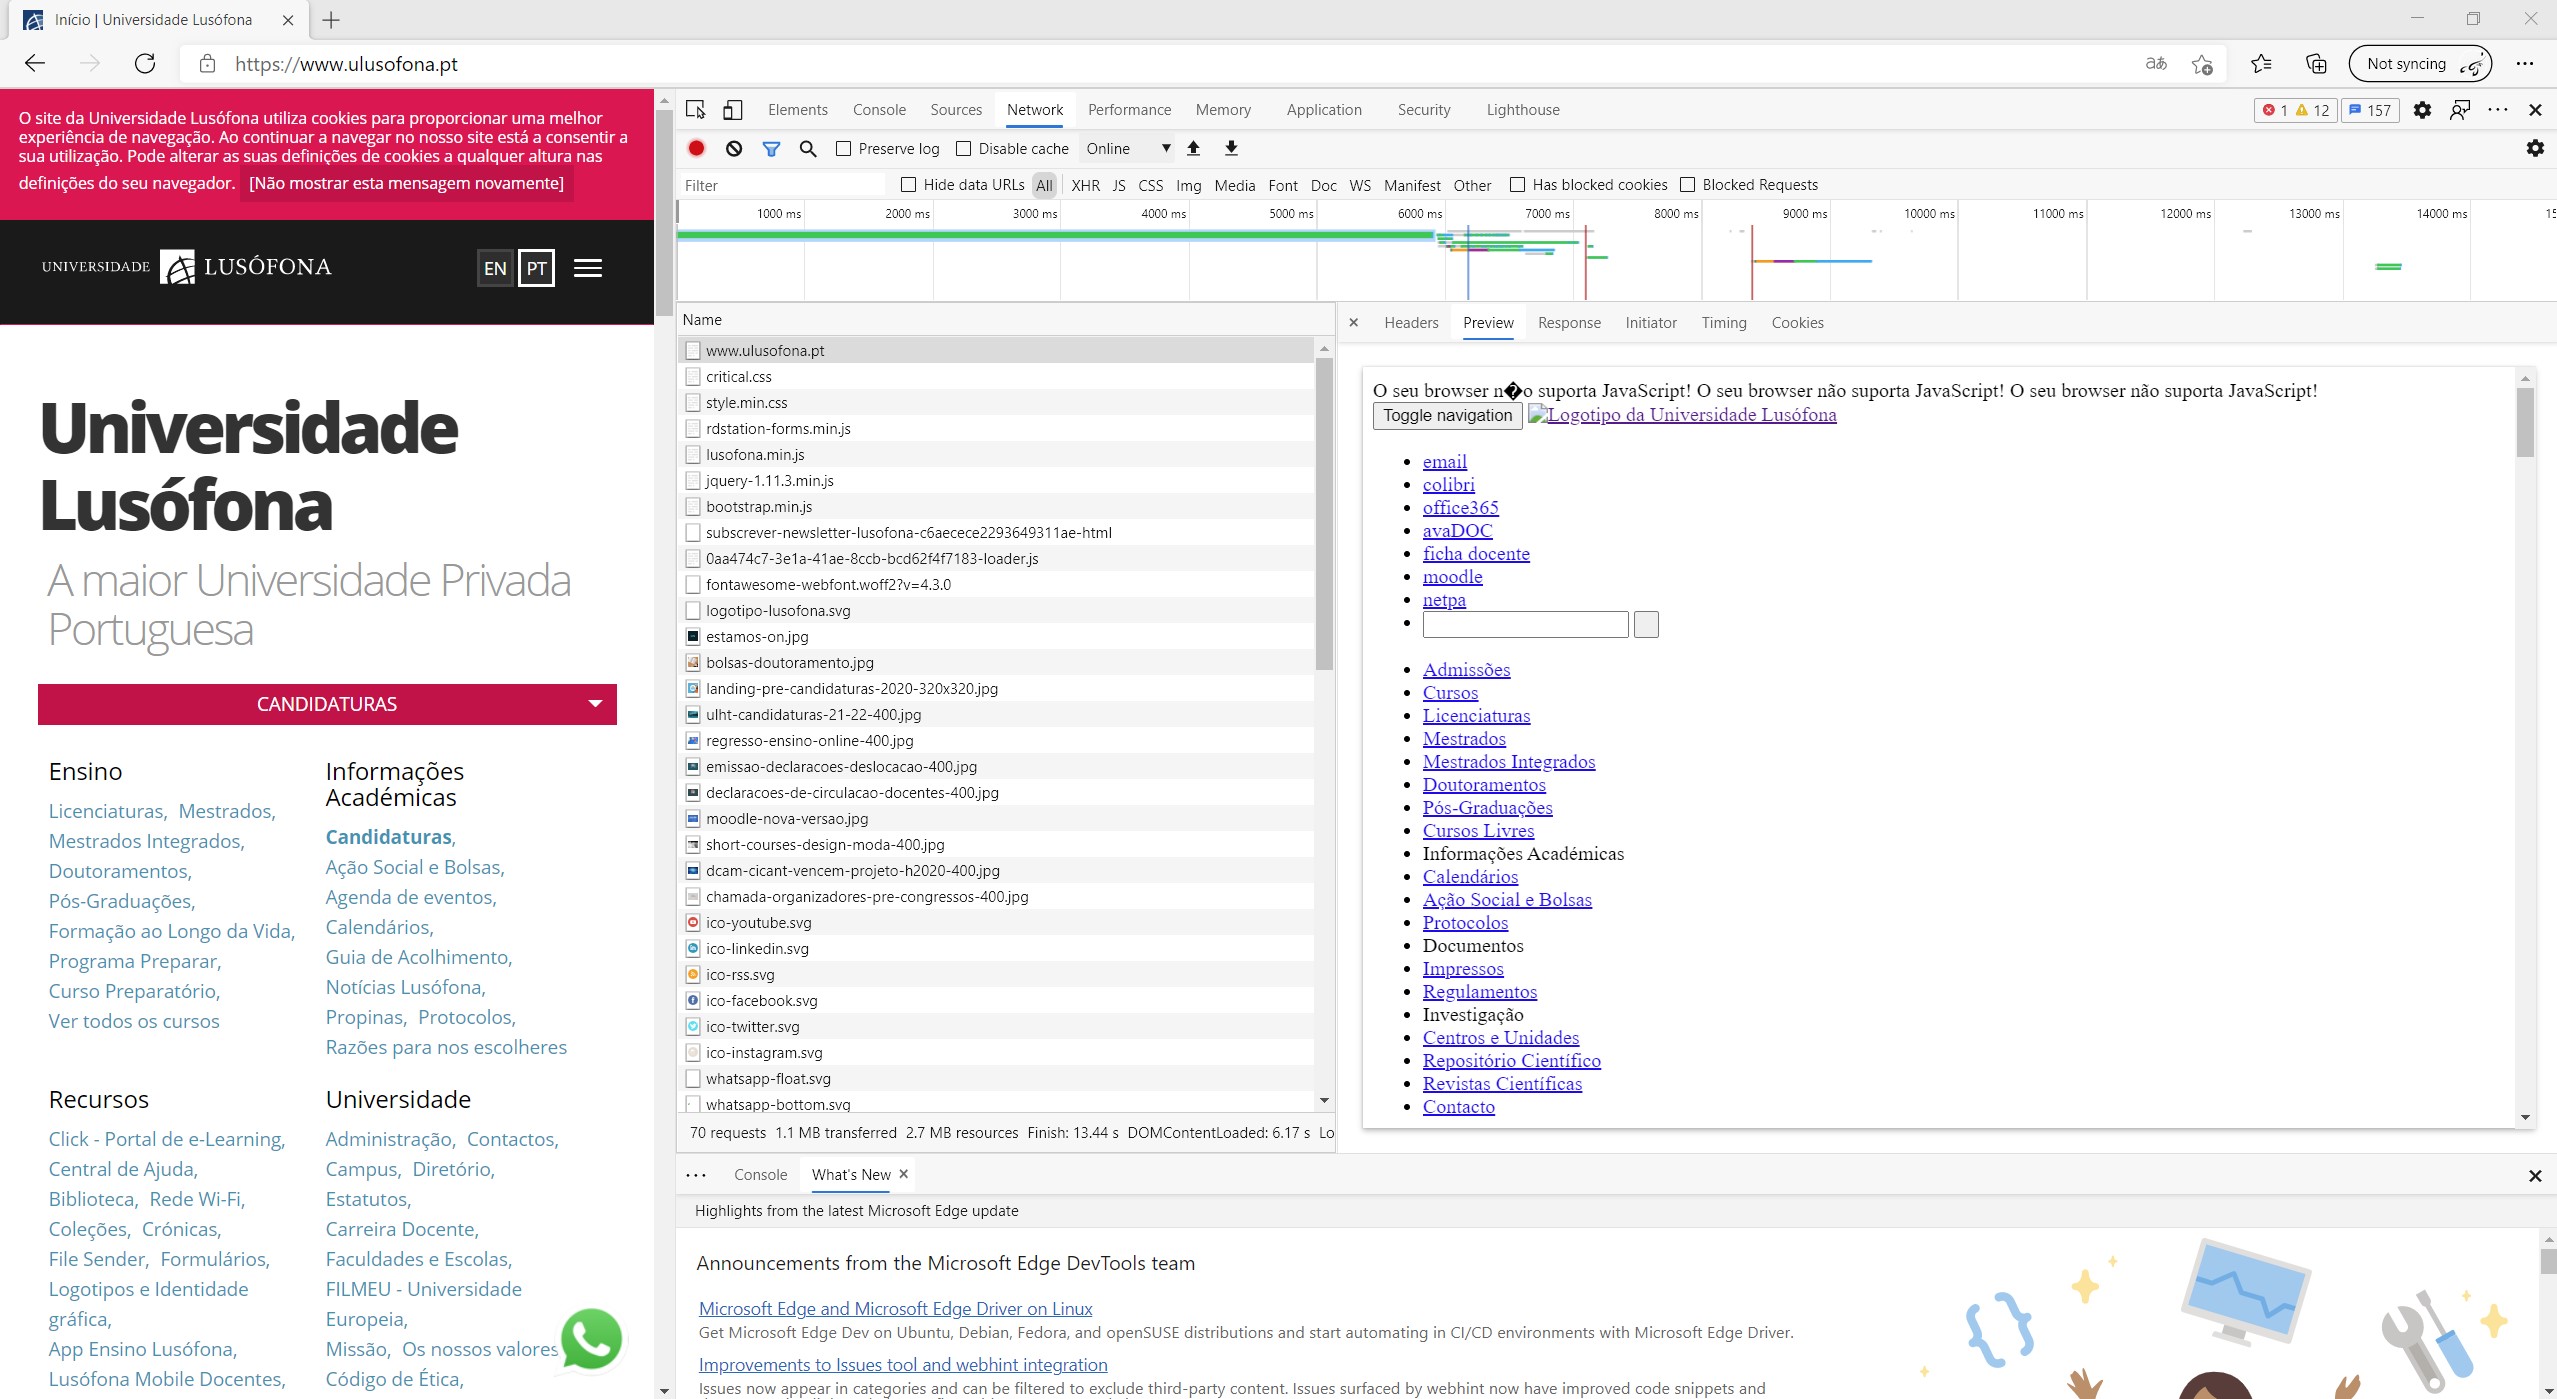 Início | Universidade Lusófona
https://www.ulusofona.pt
Not syncing
O site da Universidade Lusófona utiliza cookies para proporcionar uma melhor
experiência de navegação. Ao continuar a navegar no nosso site está a consentir a
sua utilização. Pode alterar as suas definições de cookies a qualquer altura nas
definições do seu navegador. [Não mostrar esta mensagem novamente]
UNIVERSIDADE LUSÓFONA
EN PT
Universidade
Lusófona
A maior Universidade Privada
Portuguesa
CANDIDATURAS
Ensino
Licenciaturas, Mestrados,
Mestrados Integrados,
Doutoramentos,
Pós-Graduações,
Formação ao Longo da Vida,
Programa Preparar,
Curso Preparatório,
Ver todos os cursos
Informações
Académicas
Candidaturas,
Ação Social e Bolsas,
Agenda de eventos,
Calendários,
Guia de Acolhimento,
Notícias Lusófona,
Propinas, Protocolos,
Razões para nos escolheres
Recursos
Click - Portal de e-Learning,
Central de Ajuda,
Biblioteca, Rede Wi-Fi,
Coleções, Crónicas,
File Sender, Formulários,
Logotipos e Identidade
gráfica,
App Ensino Lusófona,
Lusófona Mobile Docentes,
Universidade
Administração, Contactos,
Campus, Diretório,
Estatutos,
Carreira Docente,
Faculdades e Escolas,
FILMEU - Universidade
Europeia,
Missão, Os nossos valores
Código de Ética,
Elements Console Sources Network Performance Memory Application Security Lighthouse
1 12 157
Preserve log Disable cache Online
Filter Hide data URLs All XHR JS CSS Img Media Font Doc WS Manifest Other Has blocked cookies Blocked Requests
1000 ms 2000 ms 3000 ms 4000 ms 5000 ms 6000 ms 7000 ms 8000 ms 9000 ms 10000 ms 11000 ms 12000 ms 13000 ms 14000 ms 15
Name
www.ulusofona.pt
critical.css
style.min.css
rdstation-forms.min.js
lusofona.min.js
jquery-1.11.3.min.js
bootstrap.min.js
subscrever-newsletter-lusofona-c6aecece2293649311ae-html
0aa474c7-3e1a-41ae-8ccb-bcd62f4f7183-loader.js
fontawesome-webfont.woff2?v=4.3.0
logotipo-lusofona.svg
estamos-on.jpg
bolsas-doutoramento.jpg
landing-pre-candidaturas-2020-320x320.jpg
ulht-candidaturas-21-22-400.jpg
regresso-ensino-online-400.jpg
emissao-declaracoes-deslocacao-400.jpg
declaracoes-de-circulacao-docentes-400.jpg
moodle-nova-versao.jpg
short-courses-design-moda-400.jpg
dcam-cicant-vencem-projeto-h2020-400.jpg
chamada-organizadores-pre-congressos-400.jpg
ico-youtube.svg
ico-linkedin.svg
ico-rss.svg
ico-facebook.svg
ico-twitter.svg
ico-instagram.svg
whatsapp-float.svg
whatsapp-bottom.svg
70 requests 1.1 MB transferred 2.7 MB resources Finish: 13.44 s DOMContentLoaded: 6.17 s Lo
Headers Preview Response Initiator Timing Cookies
O seu browser n�o suporta JavaScript! O seu browser não suporta JavaScript! O seu browser não suporta JavaScript!
Toggle navigation Logotipo da Universidade Lusófona
email
colibri
office365
avaDOC
ficha docente
moodle
netpa
Admissões
Cursos
Licenciaturas
Mestrados
Mestrados Integrados
Doutoramentos
Pós-Graduações
Cursos Livres
Informações Académicas
Calendários
Ação Social e Bolsas
Protocolos
Documentos
Impressos
Regulamentos
Investigação
Centros e Unidades
Repositório Científico
Revistas Científicas
Contacto
Console What's New
Highlights from the latest Microsoft Edge update
Announcements from the Microsoft Edge DevTools team
Microsoft Edge and Microsoft Edge Driver on Linux
Get Microsoft Edge Dev on Ubuntu, Debian, Fedora, and openSUSE distributions and start automating in CI/CD environments with Microsoft Edge Driver.
Improvements to Issues tool and webhint integration
Issues now appear in categories and can be filtered to exclude third-party content. Issues surfaced by webhint now have improved code snippets and